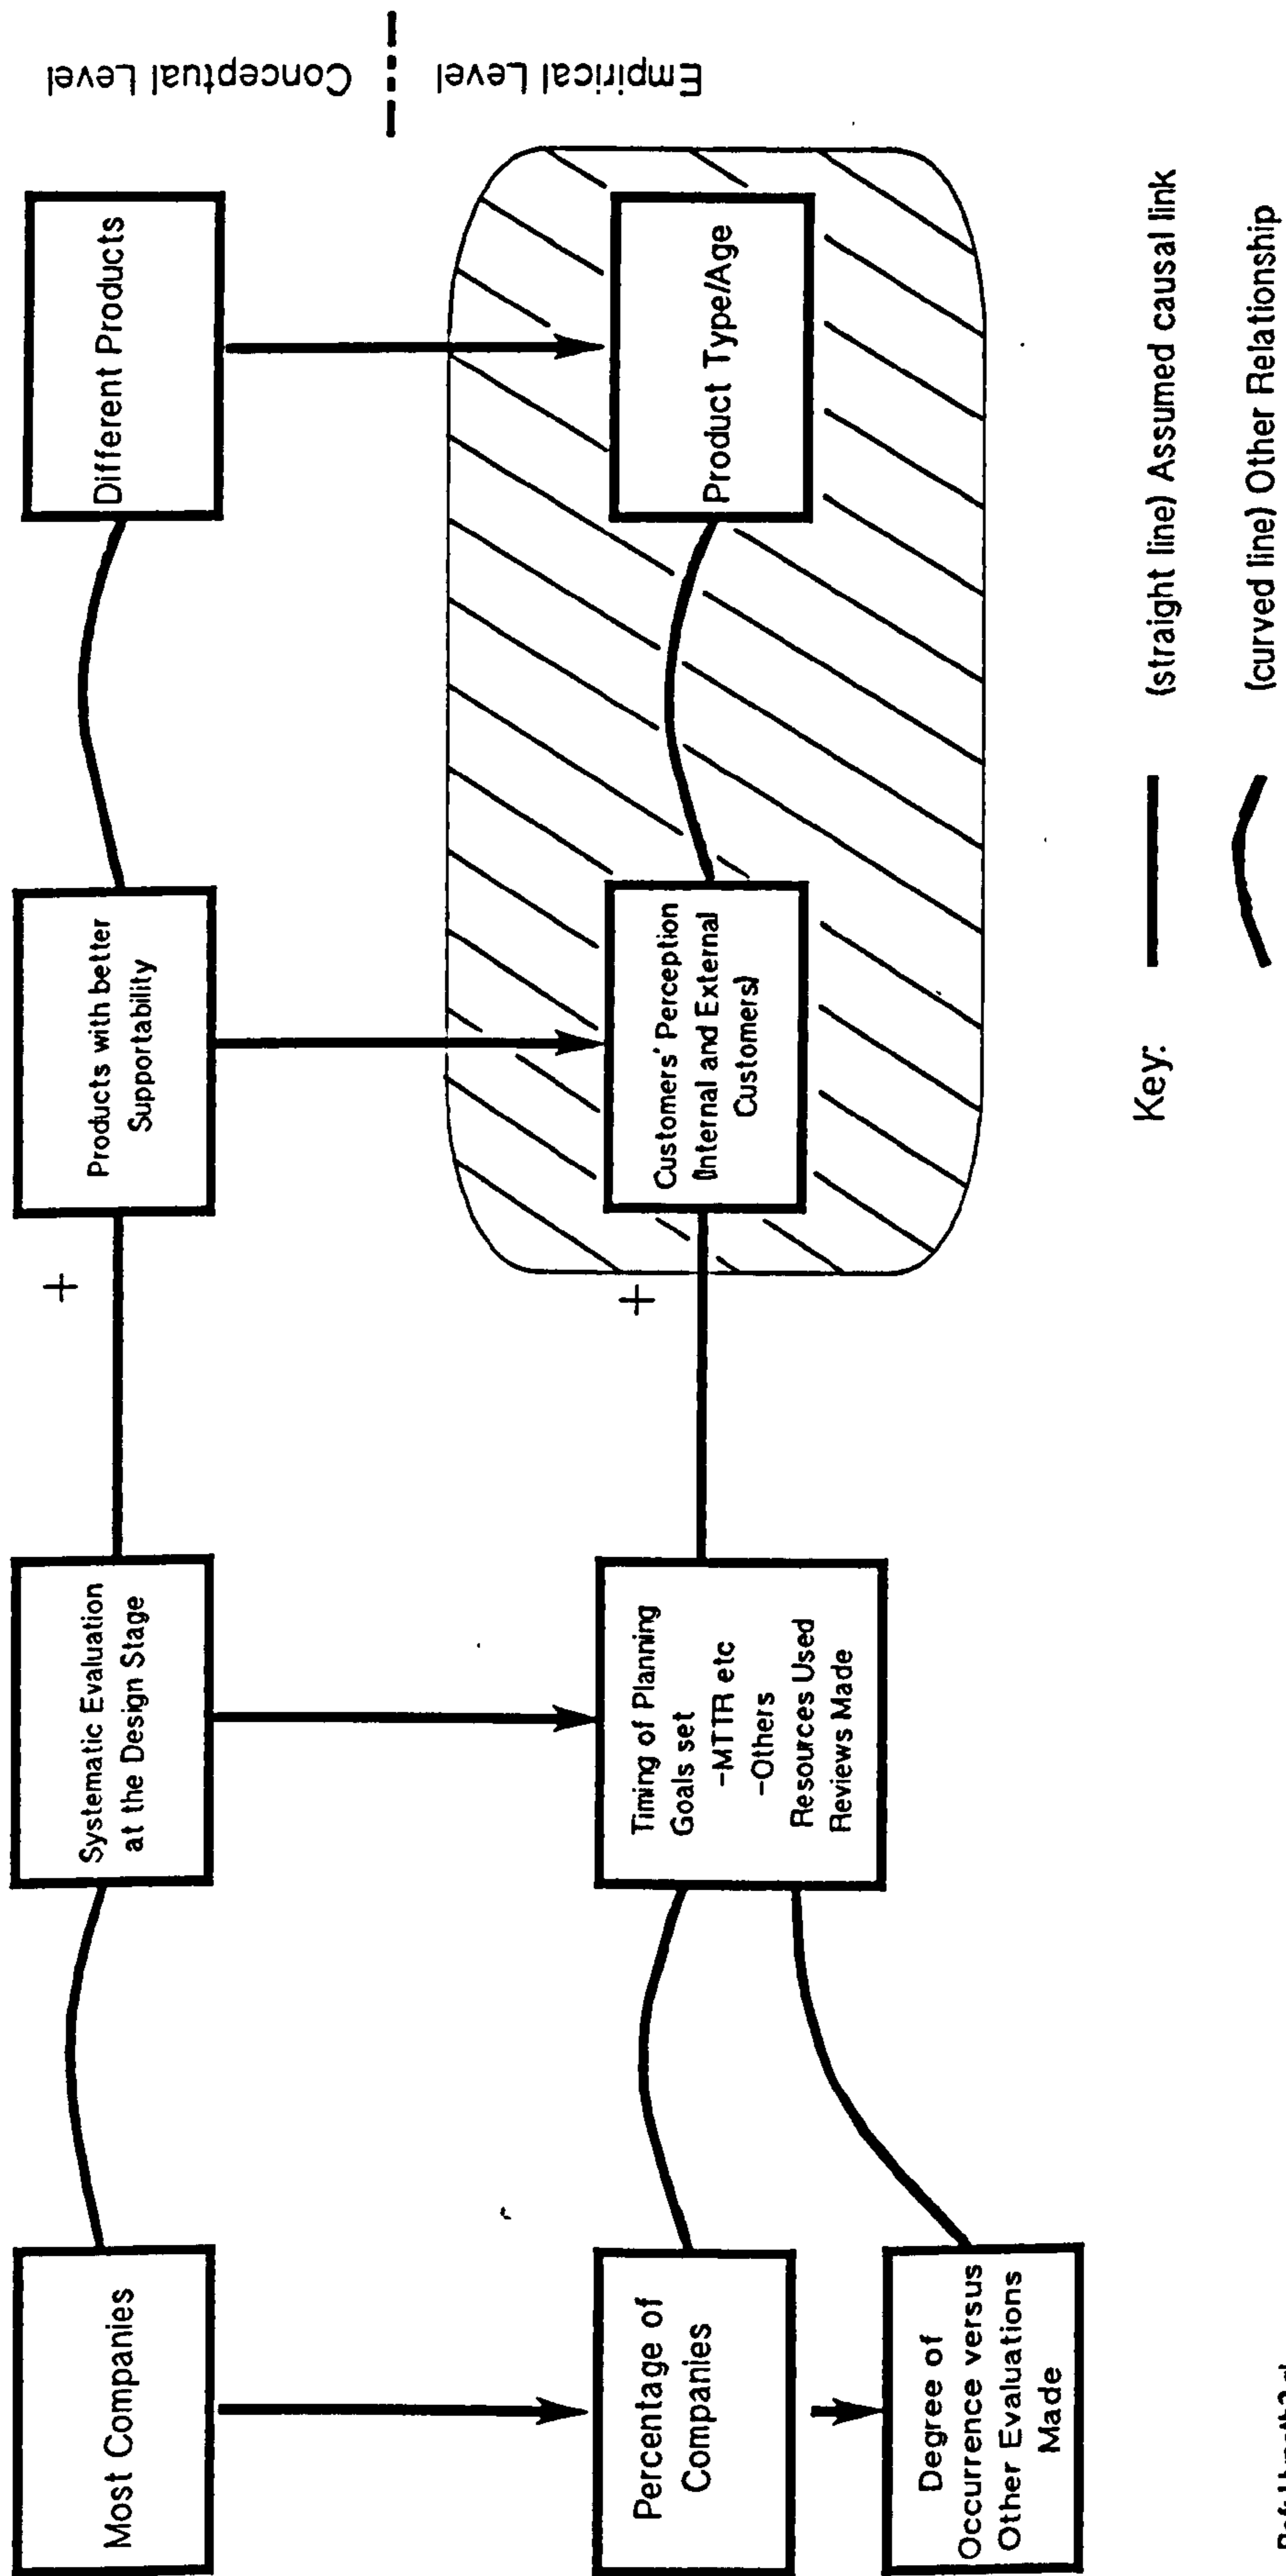 Most Companies
Systematic Evaluation
at the Design Stage
Products with better
Supportability
Different Products
Conceptual Level
Empirical Level
Percentage of
Companies
Timing of Planning
Goals set
-MTTR etc
-Others
Resources Used
Reviews Made
+
+
Customers' Perception
(Internal and External
Customers)
Product Type/Age
Degree of
Occurrence versus
Other Evaluations
Made
Key:
(straight line) Assumed causal link
(curved line) Other Relationship